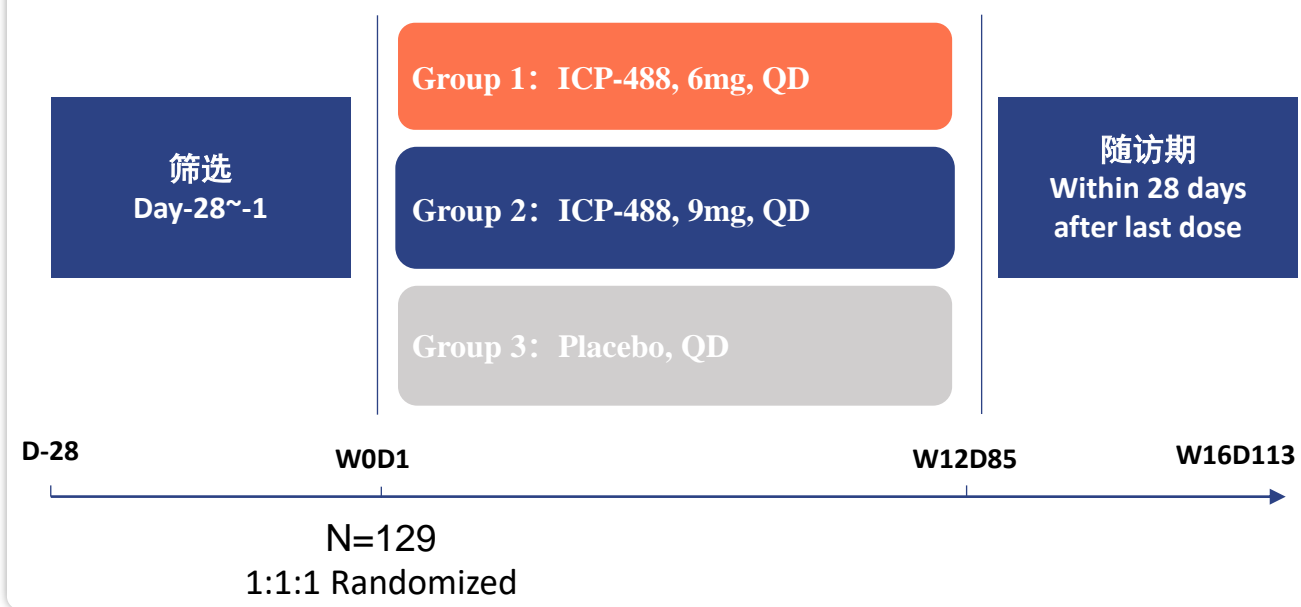 筛选
Day-28~-1
Group 1：ICP-488, 6mg, QD
Group 2：ICP-488, 9mg, QD
Group 3：Placebo, QD
随访期
Within 28 days
after last dose
D-28
W0D1
W12D85
W16D113
N=129
1:1:1 Randomized